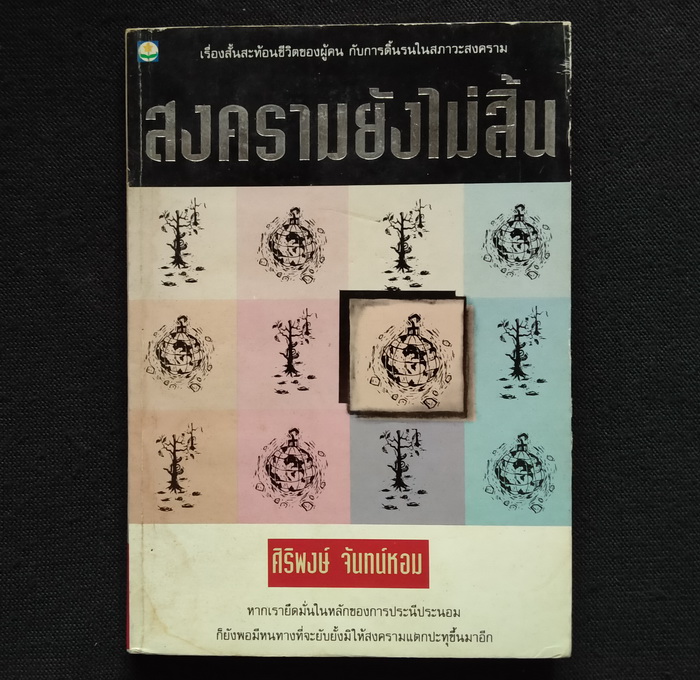 เรื่องสั้นสะท้อนชีวิตของผู้คน กับการดิ้นรนในสภาวะสงคราม
สงครามยังไม่สิ้น
ศิริพงษ์ จันทน์หอม
หากเรายึดมั่นในหลักของการประนีประนอม
ก็ยังพอมีหนทางที่จะยับยั้งมิให้สงครามแตกปะทุขึ้นมาอีก